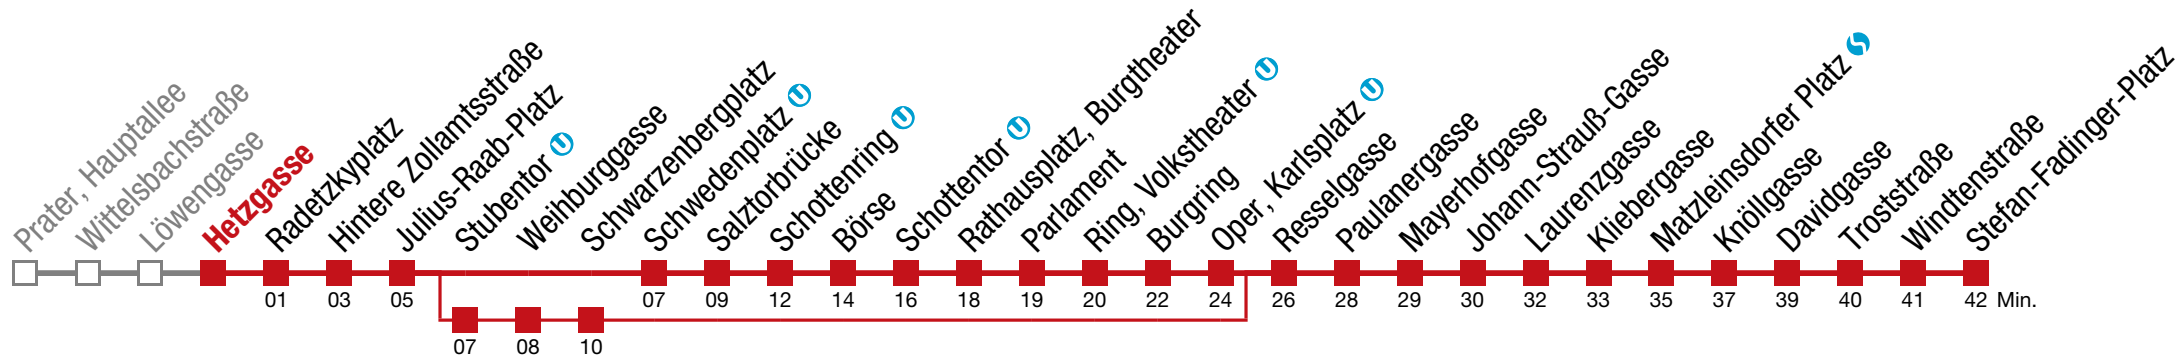 Prater, Hauptallee
Wittelsbachstraße
Löwengasse
Hetzgasse
Radetzkyplatz
Hintere Zollamtsstraße
Julius-Raab-Platz
Stubentor U
Weihburggasse
Schwarzenbergplatz
Schwedenplatz U
Salztorbrücke
Schottenring U
Börse
Schottentor U
Rathausplatz, Burgtheater
Parlament
Ring, Volkstheater U
Burgring
Oper, Karlsplatz U
Resselgasse
Paulanergasse
Mayerhofgasse
Johann-Strauß-Gasse
Laurenzgasse
Kliebergasse
Matzleinsdorfer Platz S
Knöllgasse
Davidgasse
Troststraße
Windtenstraße
Stefan-Fadinger-Platz
01 03 05 07 09 12 14 16 18 19 20 22 24 26 28 29 30 32 33 35 37 39 40 41 42 Min.
07 08 10